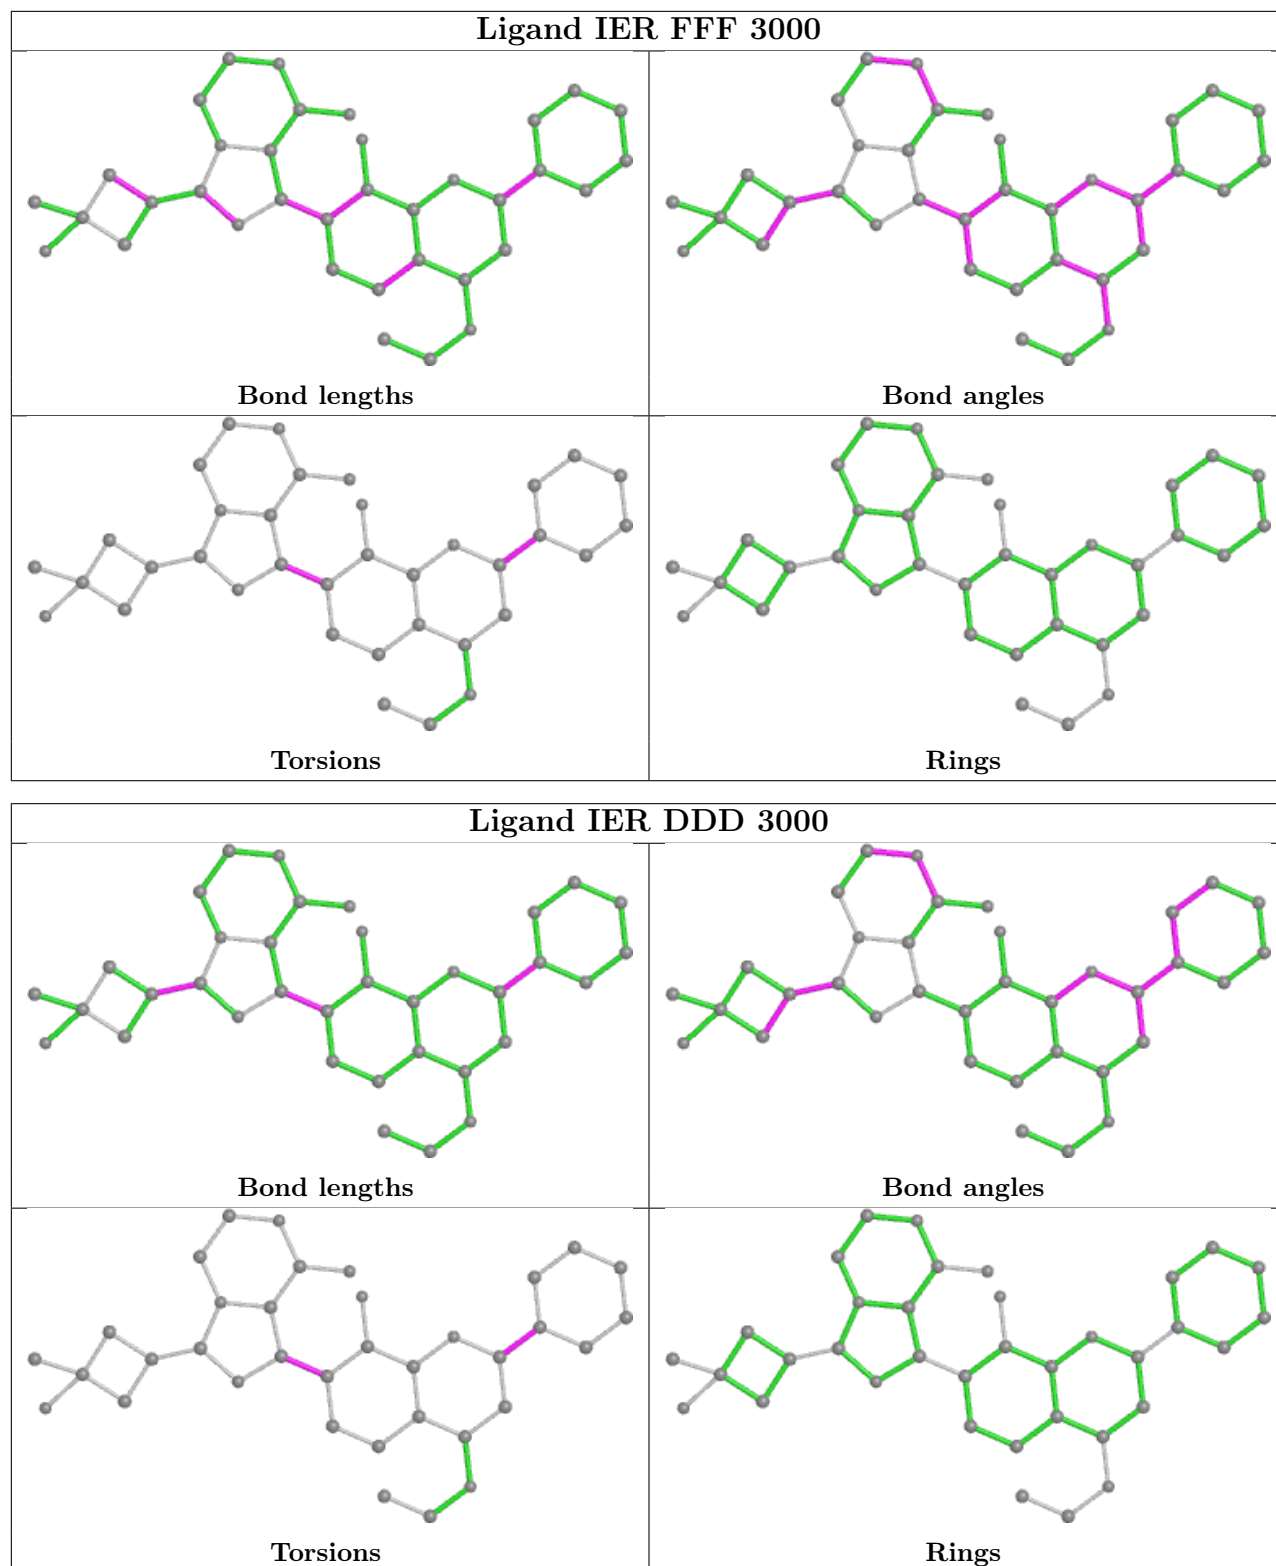 Ligand IER FFF 3000
Bond lengths
Bond angles
Torsions
Rings
Ligand IER DDD 3000
Bond lengths
Bond angles
Torsions
Rings